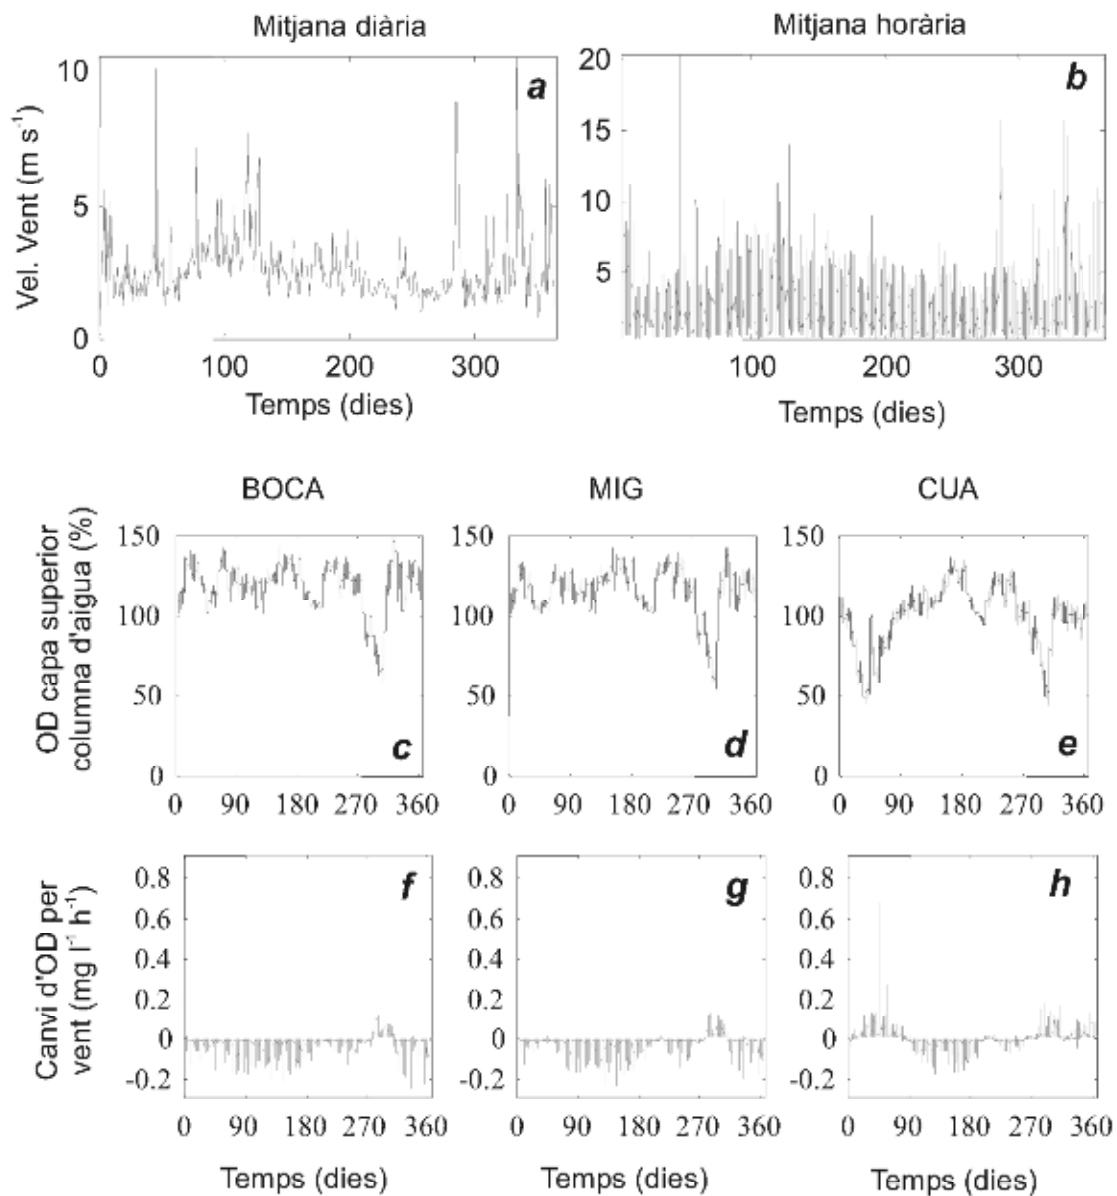 Mitjana diària
Mitjana horària
Vel. Vent (m s⁻¹)
10
5
0
a
0 100 200 300
Temps (dies)
20
15
10
5
b
100 200 300
Temps (dies)
BOCA
MIG
CUA
OD capa superior
columna d'aigua (%)
150
100
50
0
c
0 90 180 270 360
150
100
50
0
d
0 90 180 270 360
150
100
50
0
e
0 90 180 270 360
Canvi d'OD per
vent (mg l⁻¹ h⁻¹)
0.8
0.6
0.4
0.2
0
-0.2
f
0 90 180 270 360
Temps (dies)
0.8
0.6
0.4
0.2
0
-0.2
g
0 90 180 270 360
Temps (dies)
0.8
0.6
0.4
0.2
0
-0.2
h
0 90 180 270 360
Temps (dies)